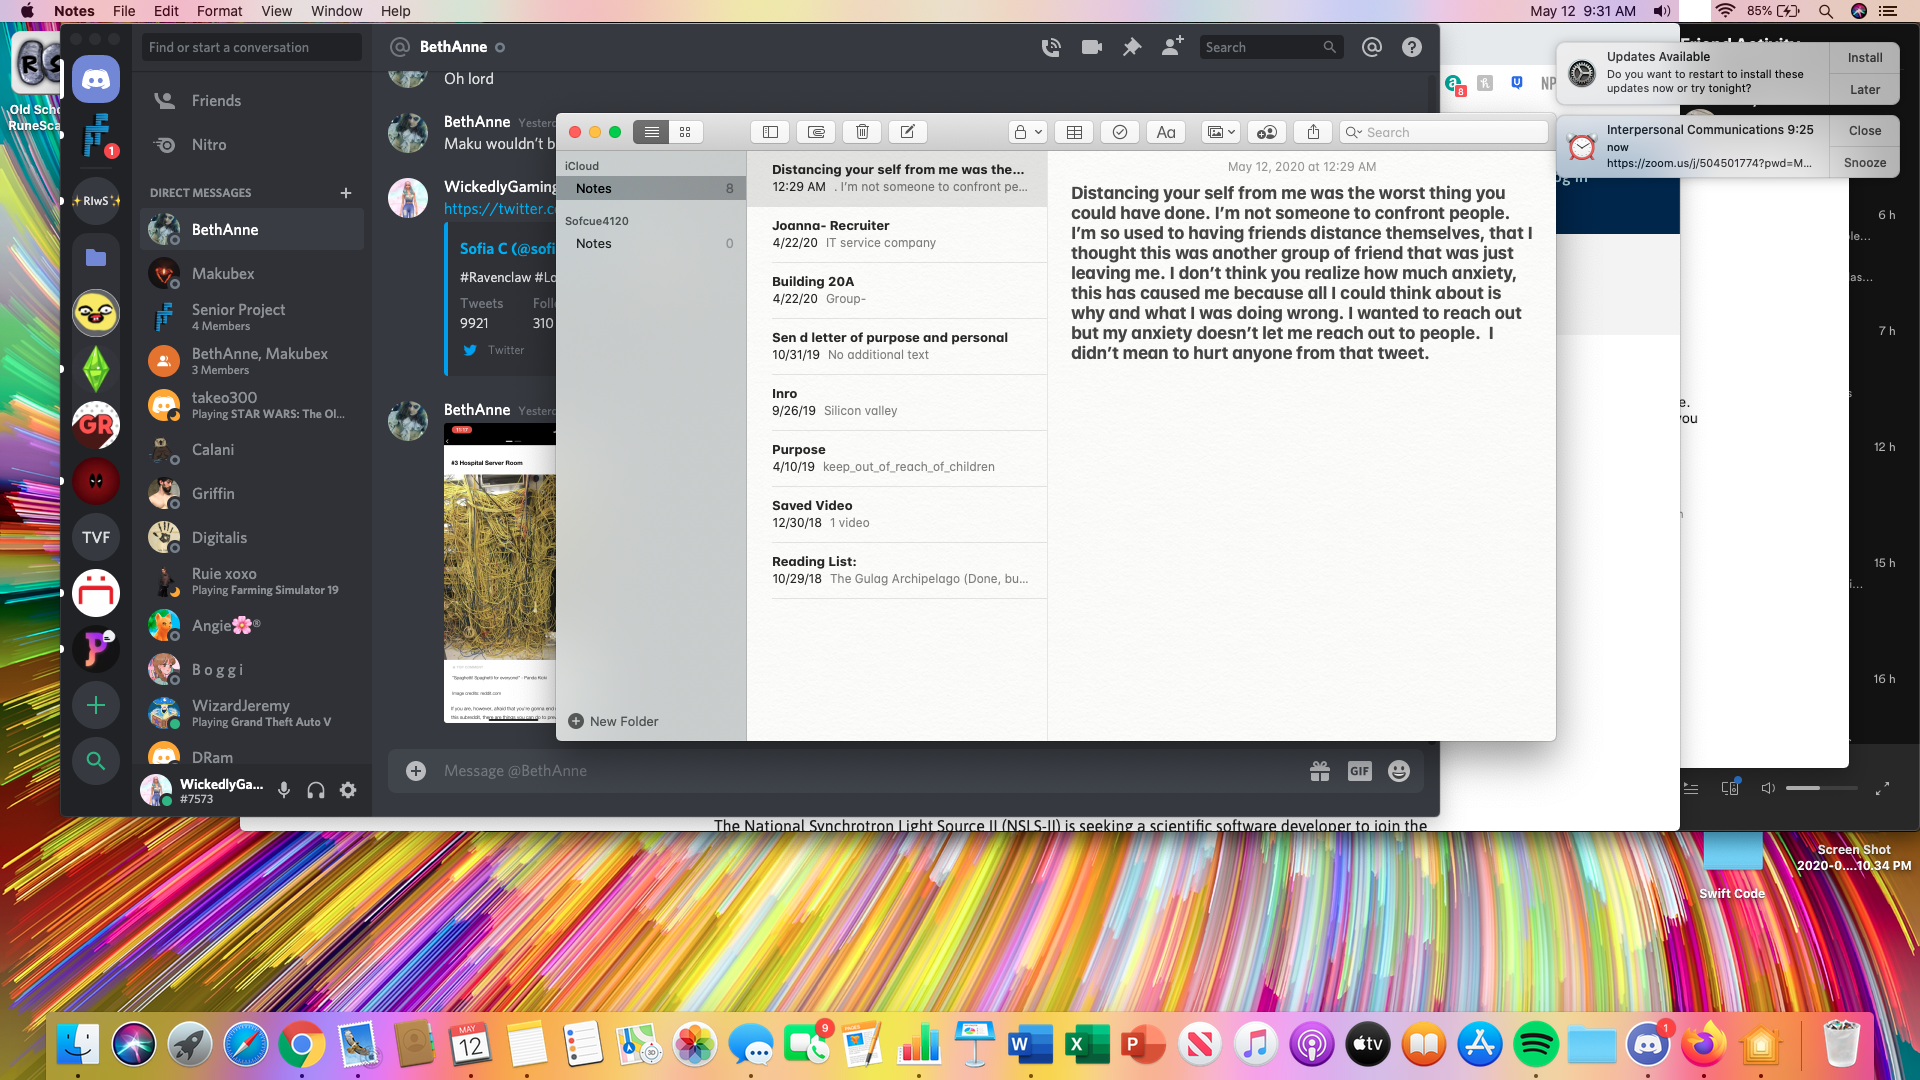 Notes File Edit Format View Window Help
May 12 9:31 AM
85%
Find or start a conversation
Friends
Nitro
DIRECT MESSAGES
BethAnne
Makubex
Senior Project
4 Members
BethAnne, Makubex
3 Members
takeo300
Playing STAR WARS: The Ol...
Calani
Griffin
Digitalis
Ruie xoxo
Playing Farming Simulator 19
Angie🌸®
B o g g i
WizardJeremy
Playing Grand Theft Auto V
DRam
WickedlyGa...
#7573
1
GR
TVF
BethAnne
Search
Oh lord
BethAnne
Maku wouldn't b
WickedlyGaming
https://twitter.c
Sofia C (@sofi
#Ravenclaw #Lo
Tweets
9921
310
Twitter
BethAnne
#3 Hospital Server Room
Message @BethAnne
GIF
Search
iCloud
Notes 8
Sofcue4120
Notes 0
New Folder
Distancing your self from me was the...
12:29 AM . I'm not someone to confront pe...
Joanna- Recruiter
4/22/20 IT service company
Building 20A
4/22/20 Group-
Sen d letter of purpose and personal
10/31/19 No additional text
Inro
9/26/19 Silicon valley
Purpose
4/10/19 keep_out_of_reach_of_children
Saved Video
12/30/18 1 video
Reading List:
10/29/18 The Gulag Archipelago (Done, bu...
May 12, 2020 at 12:29 AM
Distancing your self from me was the worst thing you
could have done. I'm not someone to confront people.
I'm so used to having friends distance themselves, that I
thought this was another group of friend that was just
leaving me. I don't think you realize how much anxiety,
this has caused me because all I could think about is
why and what I was doing wrong. I wanted to reach out
but my anxiety doesn't let me reach out to people.  I
didn't mean to hurt anyone from that tweet.
Updates Available
Do you want to restart to install these
updates now or try tonight?
Install
Later
Interpersonal Communications 9:25
now
https://zoom.us/j/504501774?pwd=M...
Close
Snooze
8
6 h
7 h
12 h
15 h
16 h
The National Synchrotron Light Source II (NSLS-II) is seeking a scientific software developer to join the
Swift Code
Screen Shot
2020-0....10.34 PM
MAY
12
9
PAGES
W
X
P
tv
1